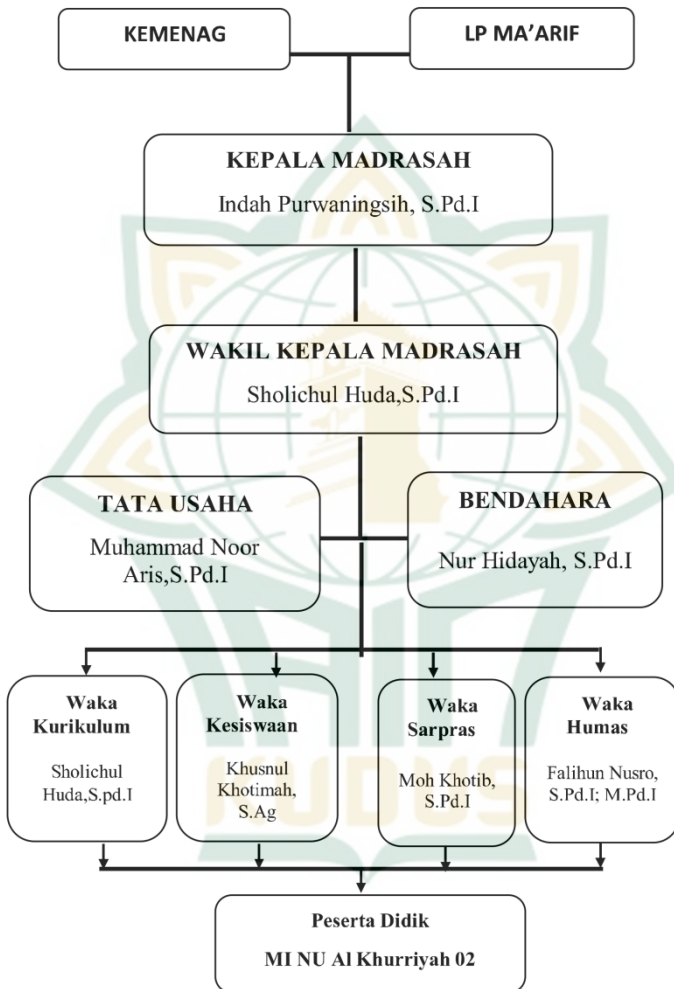 KEMENAG
LP MA’ARIF
KEPALA MADRASAH
Indah Purwaningsih, S.Pd.I
WAKIL KEPALA MADRASAH
Sholichul Huda,S.Pd.I
TATA USAHA
Muhammad Noor
Aris,S.Pd.I
BENDAHARA
Nur Hidayah, S.Pd.I
Waka
Kurikulum
Sholichul
Huda,S.pd.I
Waka
Kesiswaan
Khusnul
Khotimah,
S.Ag
Waka
Sarpras
Moh Khotib,
S.Pd.I
Waka
Humas
Falihun Nusro,
S.Pd.I; M.Pd.I
KUDUS
Peserta Didik
MI NU Al Khurriyah 02